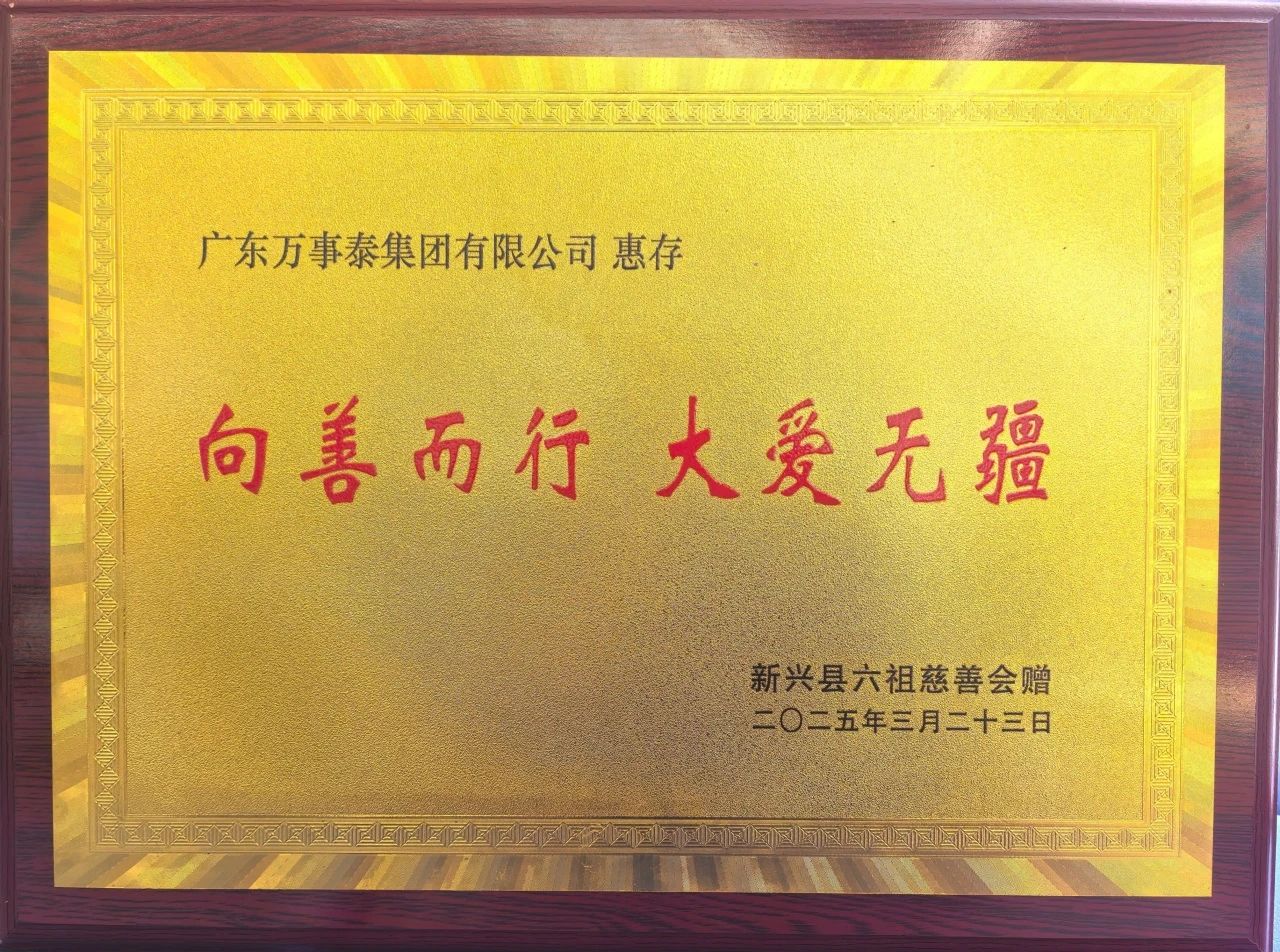 广东万事泰集团有限公司 惠存
向善而行 大爱无疆
新兴县六祖慈善会赠
二〇二五年三月二十三日